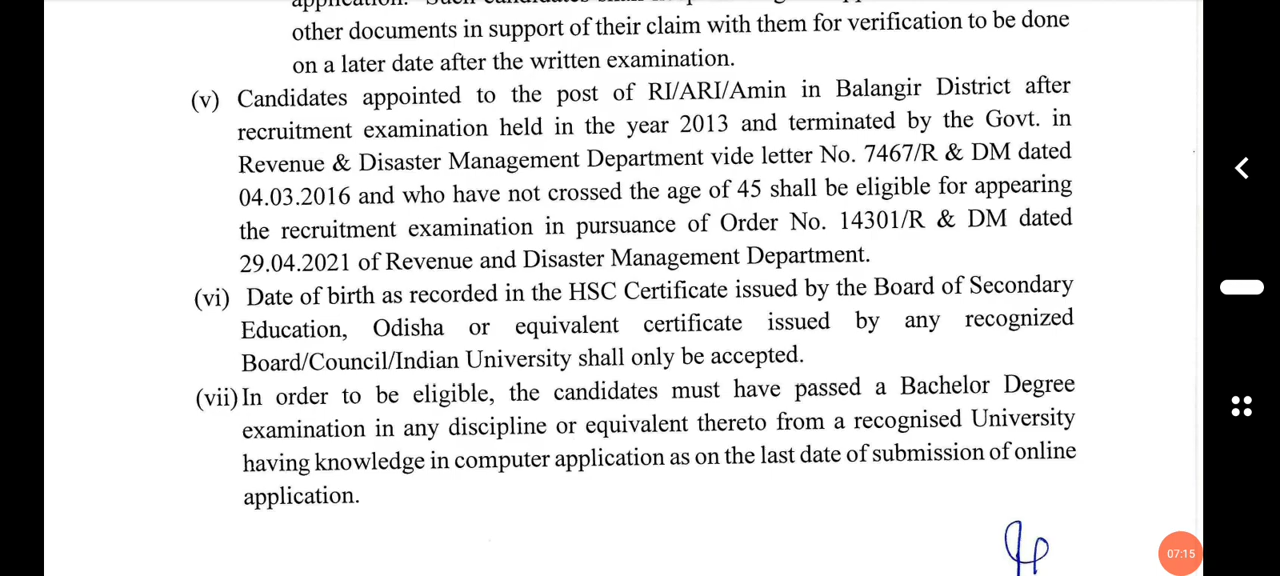 other documents in support of their claim with them for verification to be done
on a later date after the written examination.
(v) Candidates appointed to the post of RI/ARI/Amin in Balangir District after
recruitment examination held in the year 2013 and terminated by the Govt. in
Revenue & Disaster Management Department vide letter No. 7467/R & DM dated
04.03.2016 and who have not crossed the age of 45 shall be eligible for appearing
the recruitment examination in pursuance of Order No. 14301/R & DM dated
29.04.2021 of Revenue and Disaster Management Department.
(vi) Date of birth as recorded in the HSC Certificate issued by the Board of Secondary
Education, Odisha or equivalent certificate issued by any recognized
Board/Council/Indian University shall only be accepted.
(vii) In order to be eligible, the candidates must have passed a Bachelor Degree
examination in any discipline or equivalent thereto from a recognised University
having knowledge in computer application as on the last date of submission of online
application.
07:15